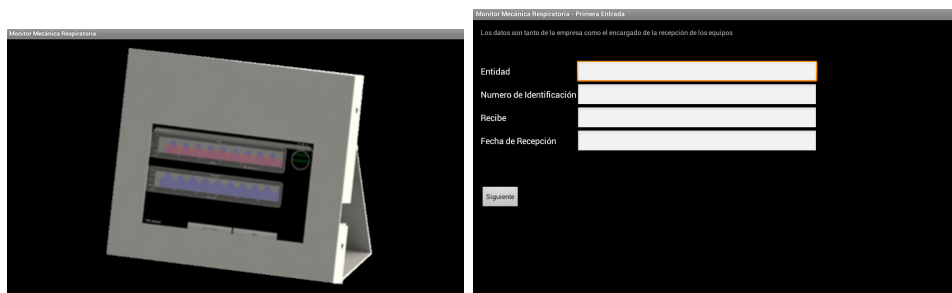 Monitor Mecánica Respiratoria
Monitor Mecánica Respiratoria - Primera Entrada
Los datos son tanto de la empresa como el encargado de la recepción de los equipos
Entidad
Numero de Identificación
Recibe
Fecha de Recepción
Siguiente